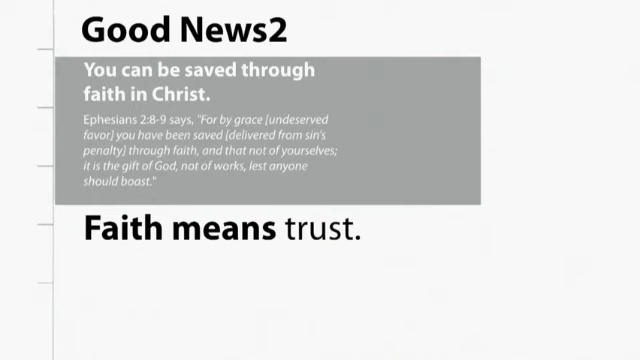 Good News2
You can be saved through
faith in Christ.
Ephesians 2:8-9 says, "For by grace [undeserved
favor] you have been saved [delivered from sin's
penalty] through faith, and that not of yourselves;
it is the gift of God, not of works, lest anyone
should boast."
Faith means trust.